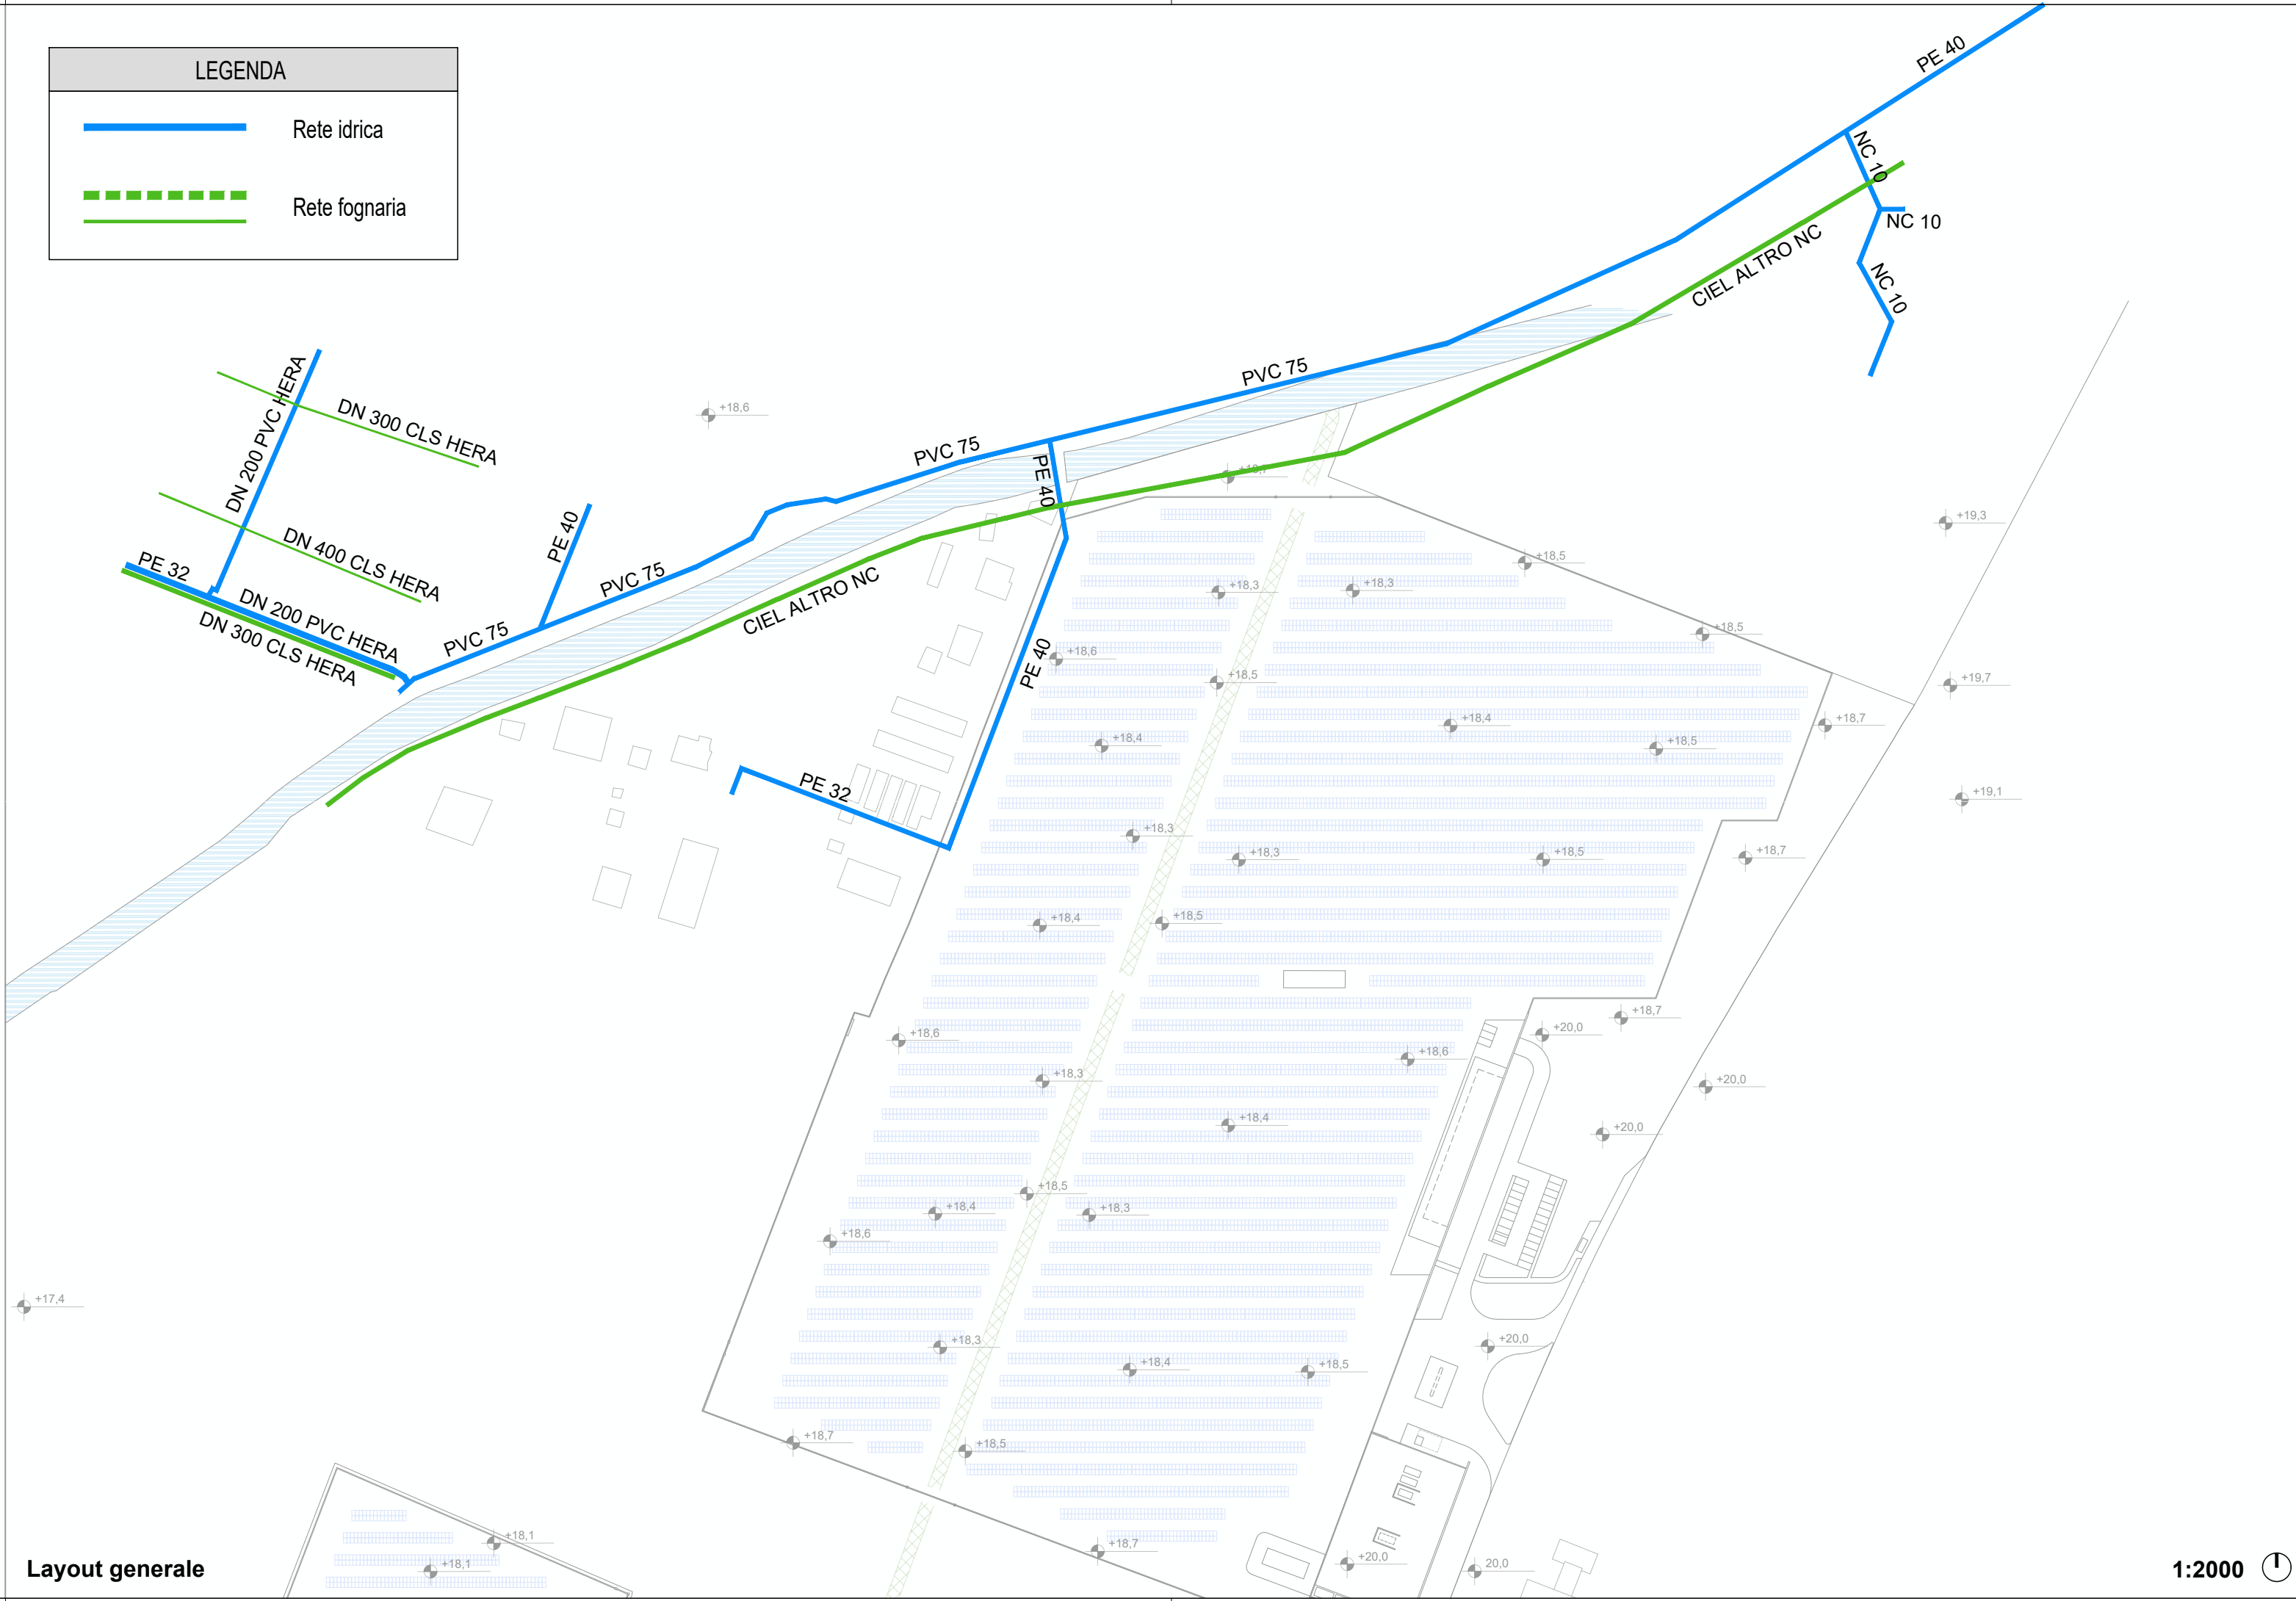 LEGENDA
Rete idrica
Rete fognaria
PE 40
NC 10
NC 10
CIEL ALTRO NC
NC 10
DN 200 PVC HERA
DN 300 CLS HERA
PVC 75
+18,6
PVC 75
PE 40
DN 400 CLS HERA
PE 40
PE 32
PVC 75
DN 200 PVC HERA
DN 300 CLS HERA
PVC 75
CIEL ALTRO NC
PE 40
PE 32
+19,3
+18,5
+18,3
+18,3
+18,5
+18,6
+18,5
+19,7
+18,4
+18,7
+18,4
+18,5
+19,1
+18,3
+18,3
+18,5
+18,7
+18,4
+18,5
+18,7
+20,0
+18,6
+18,6
+18,3
+20,0
+18,4
+20,0
+18,5
+18,4
+18,3
+18,6
+17,4
+18,3
+20,0
+18,4
+18,5
+18,7
+18,5
+18,1
+18,7
+18,1
+20,0
20,0
Layout generale
1:2000